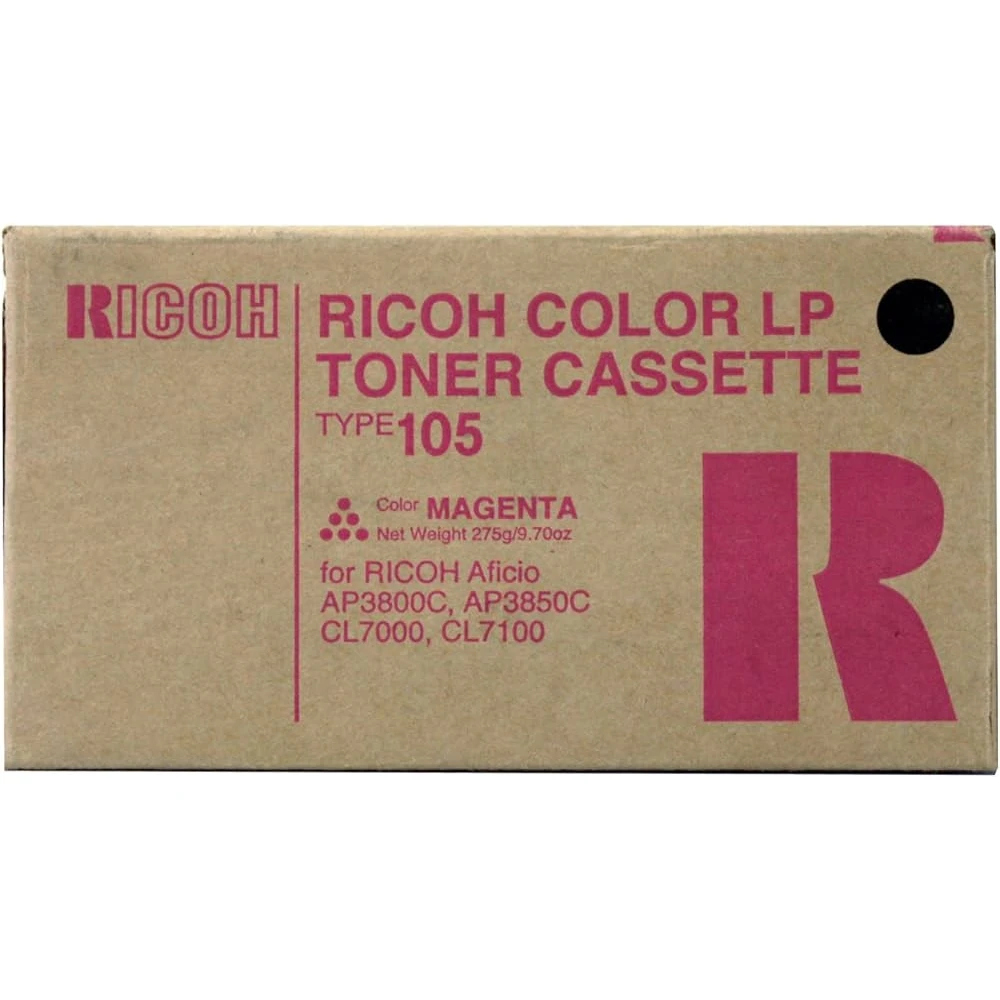 RICOH
RICOH COLOR LP
TONER CASSETTE
TYPE 105
Color MAGENTA
Net Weight 275g/9.70oz
for RICOH Aficio
AP3800C, AP3850C
CL7000, CL7100
R